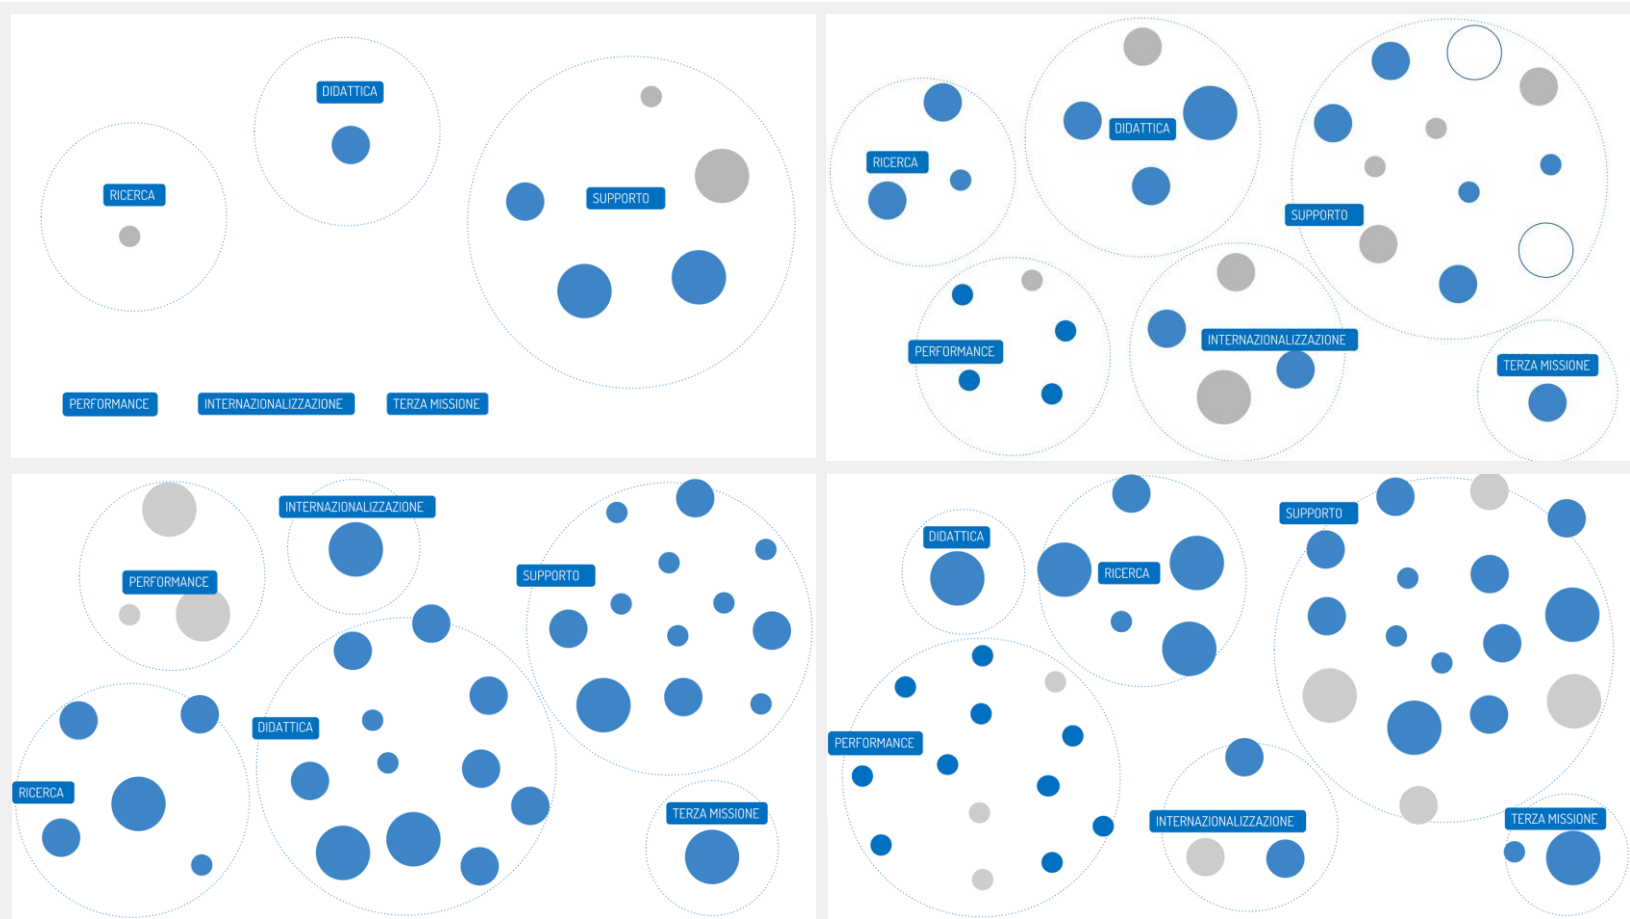 DIDATTICA
RICERCA
SUPPORTO
PERFORMANCE
INTERNAZIONALIZZAZIONE
TERZA MISSIONE
DIDATTICA
RICERCA
SUPPORTO
INTERNAZIONALIZZAZIONE
PERFORMANCE
TERZA MISSIONE
INTERNAZIONALIZZAZIONE
SUPPORTO
PERFORMANCE
DIDATTICA
RICERCA
TERZA MISSIONE
SUPPORTO
DIDATTICA
RICERCA
PERFORMANCE
TERZA MISSIONE
INTERNAZIONALIZZAZIONE